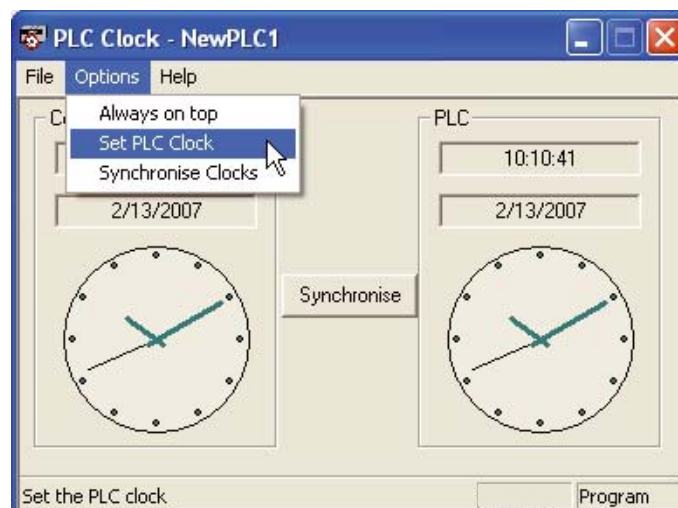 PLC Clock - NewPLC1
File Options Help
Always on top
Set PLC Clock
Synchronise Clocks
PLC
10:10:41
2/13/2007
2/13/2007
Synchronise
Set the PLC clock
Program